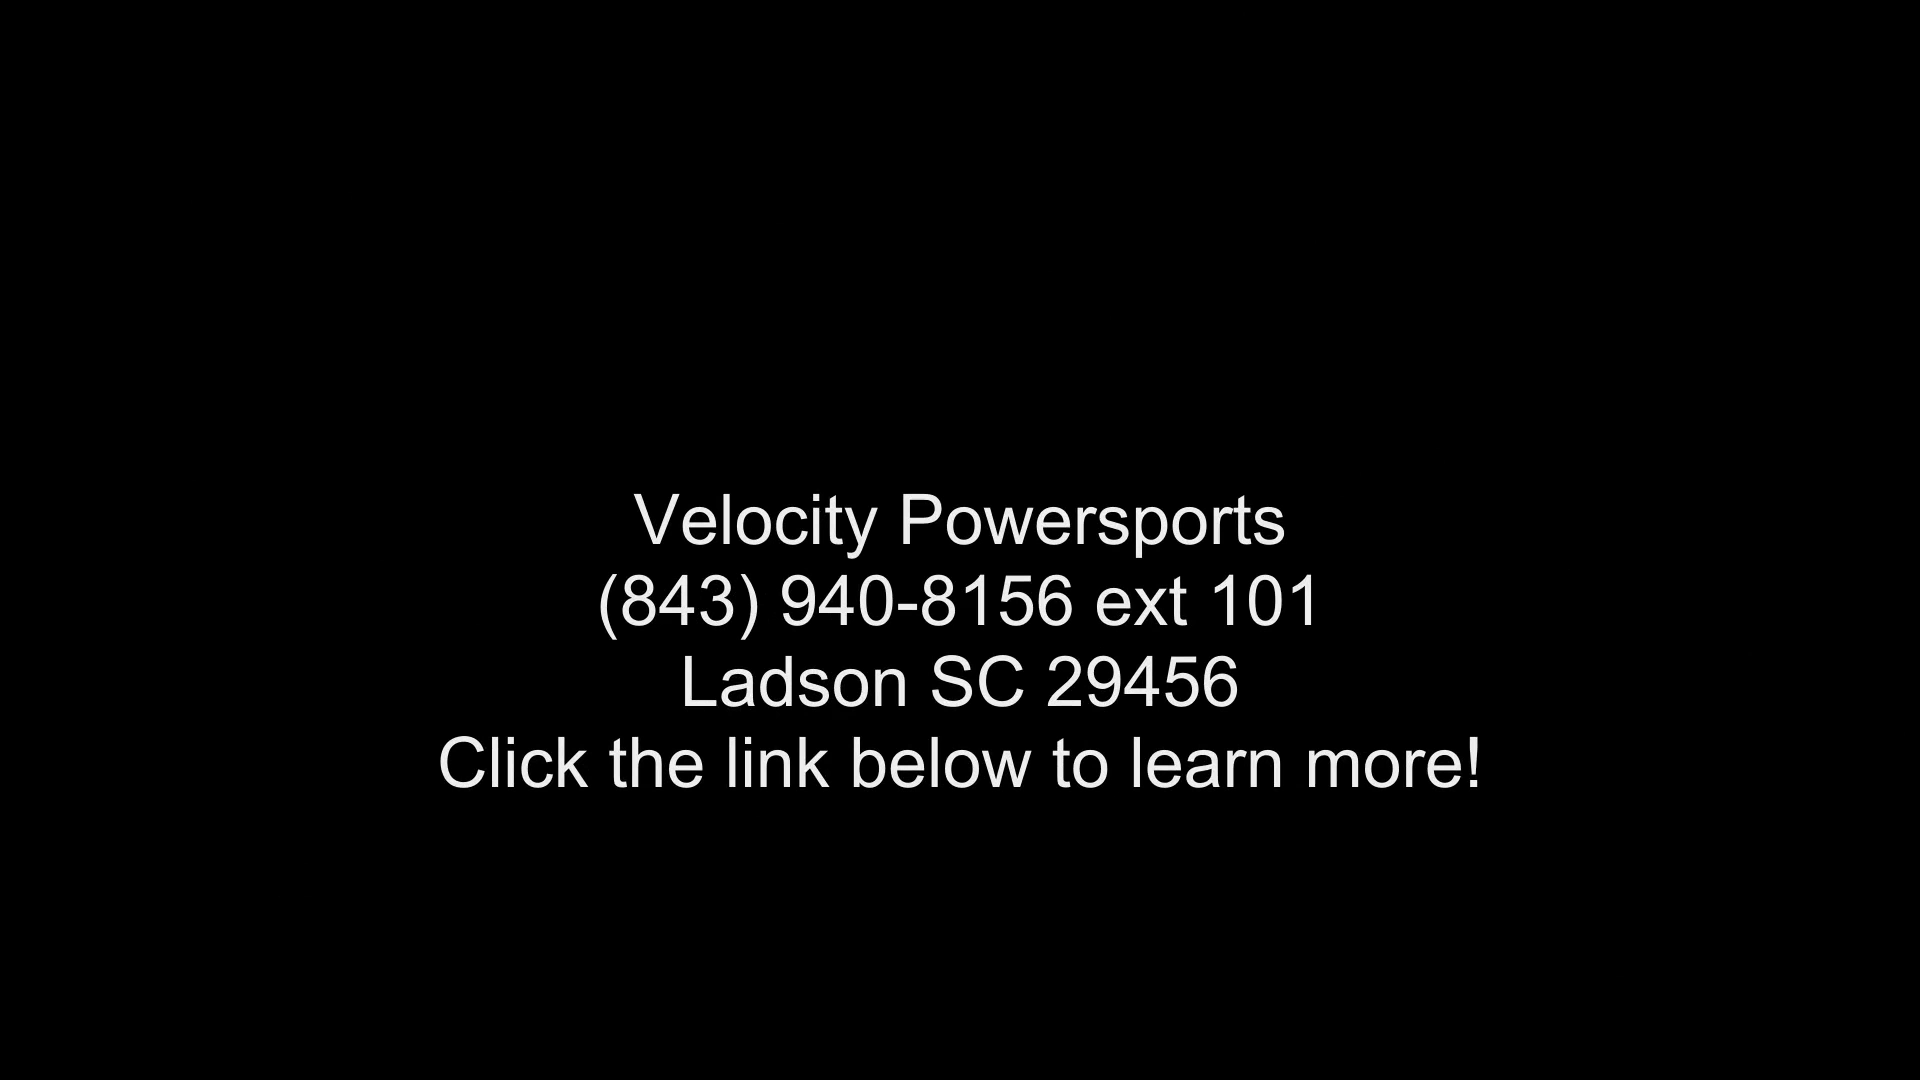 Velocity Powersports
(843) 940-8156 ext 101
Ladson SC 29456
Click the link below to learn more!